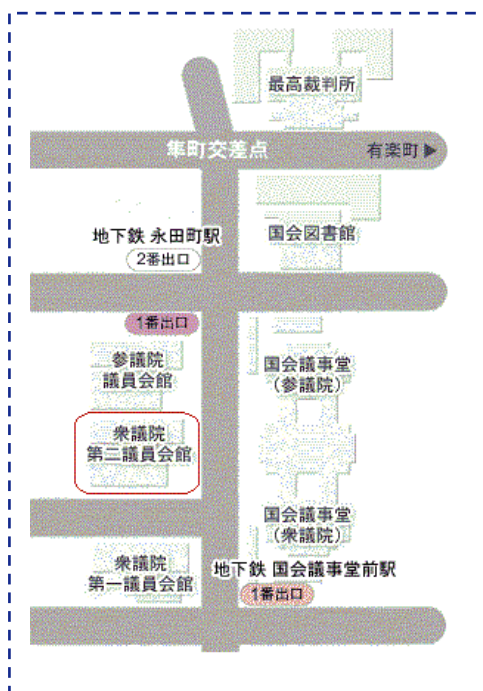 最高裁判所
隼町交差点
有楽町 ▶
地下鉄 永田町駅
2番出口
国会図書館
1番出口
参議院
議員会館
国会議事堂
(参議院)
衆議院
第二議員会館
国会議事堂
(衆議院)
衆議院
第一議員会館
地下鉄 国会議事堂前駅
1番出口